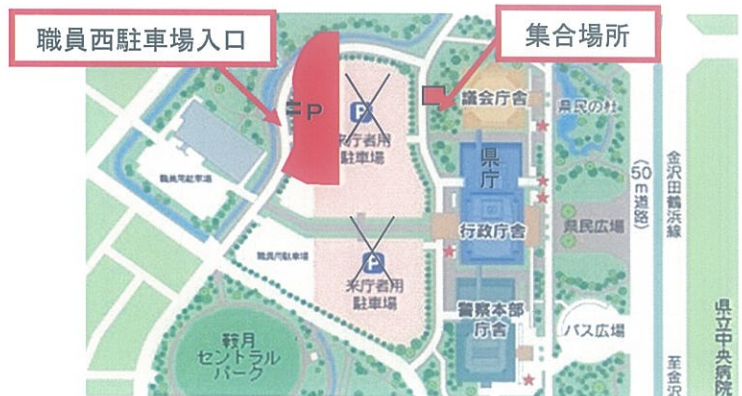 職員西駐車場入口
集合場所
P
P
来庁者用
駐車場
議会庁舎
県民の杜
県庁
職員用駐車場
行政庁舎
県民広場
(50m道路)
金沢田鶴浜線
職員用駐車場
P
来庁者用
駐車場
警察本部
庁舎
バス広場
鞍月
セントラル
パーク
県立中央病院
至金沢